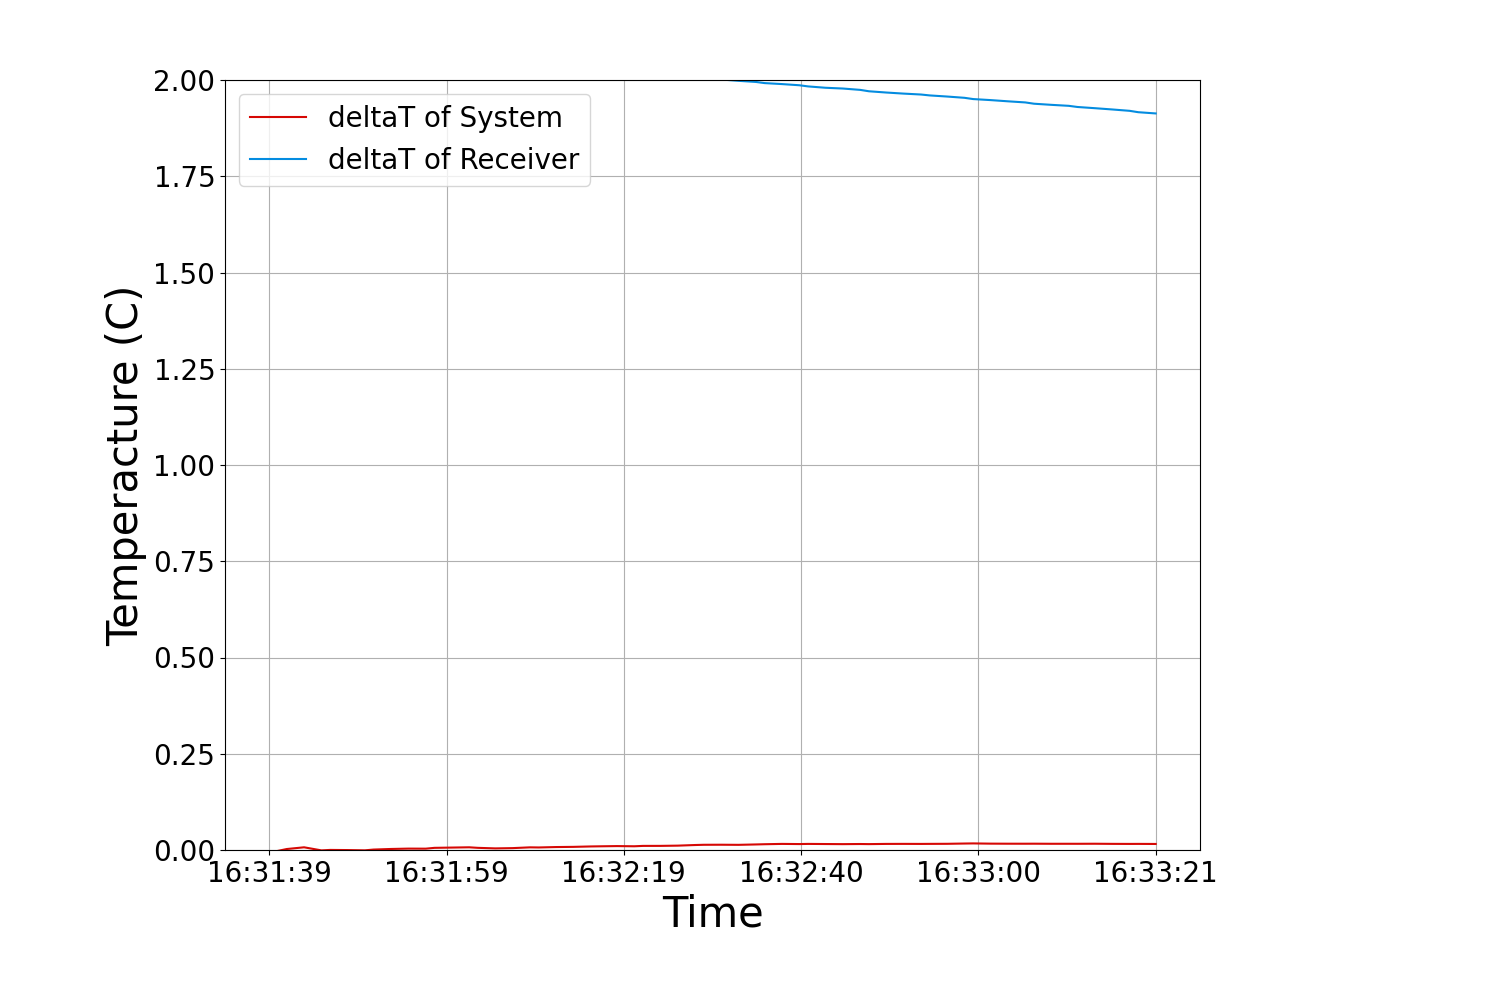 2.00
1.75
1.50
1.25
1.00
0.75
0.50
0.25
0.00
Temperacture (C)
deltaT of System
deltaT of Receiver
16:31:39 16:31:59 16:32:19 16:32:40 16:33:00 16:33:21
Time